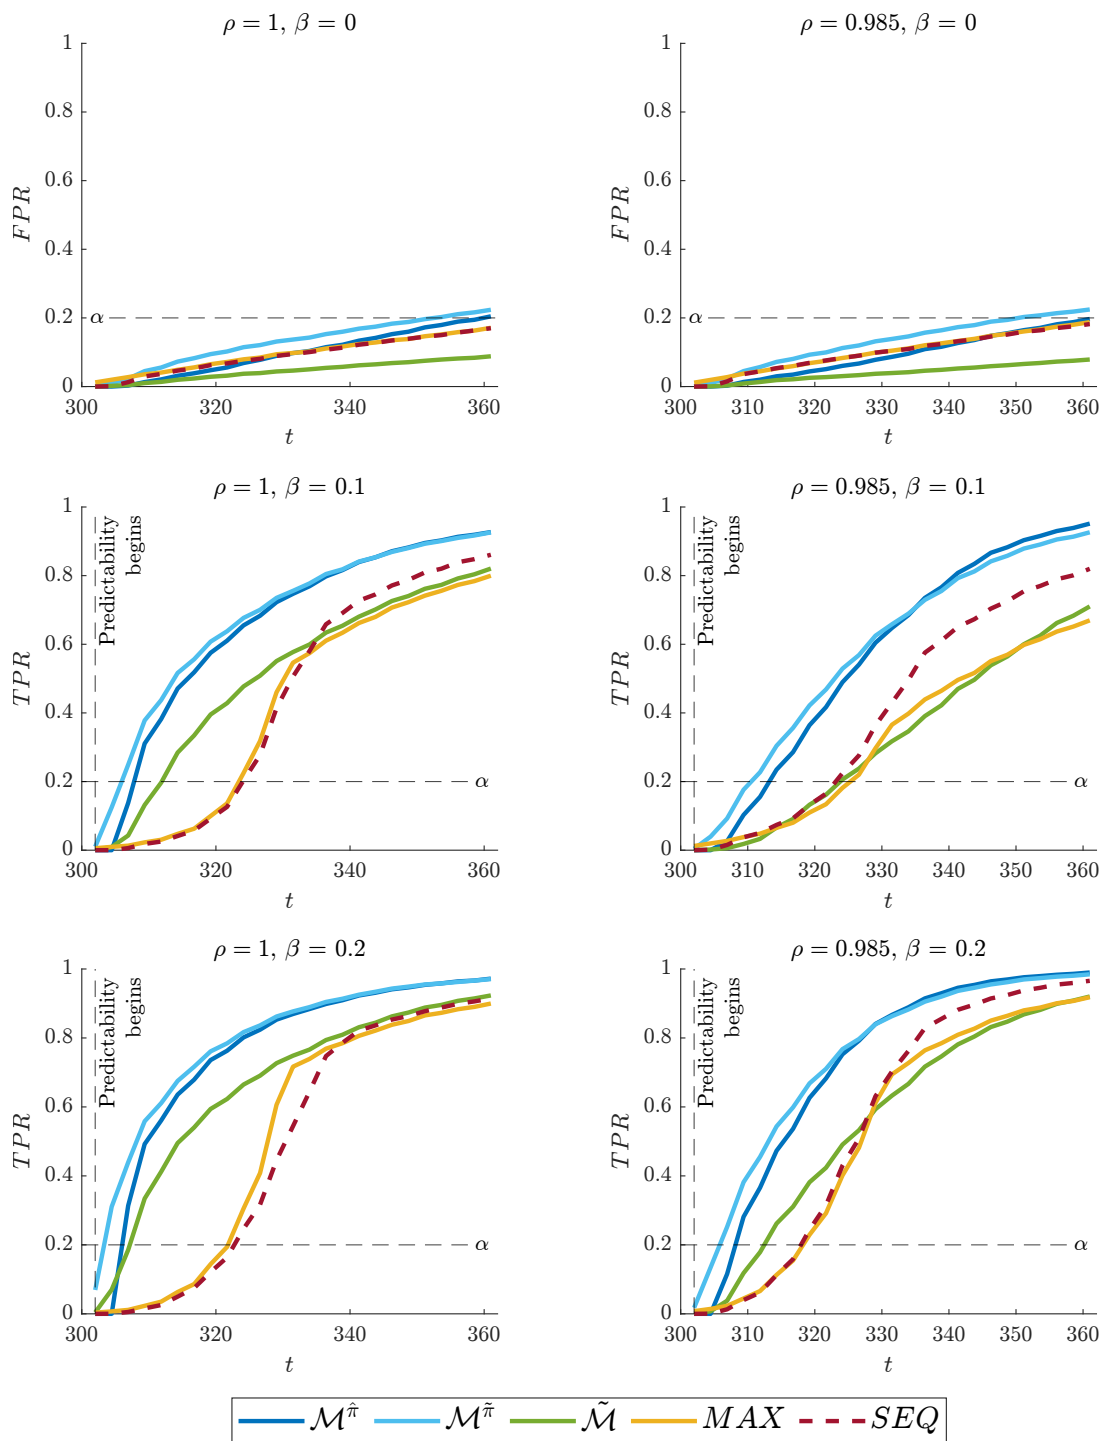 ρ = 1, β = 0
1
0.8
0.6
0.4
0.2
0
FPR
α
300 320 340 360
t
ρ = 0.985, β = 0
1
0.8
0.6
0.4
0.2
0
FPR
α
300 310 320 330 340 350 360
t
ρ = 1, β = 0.1
1
0.8
0.6
0.4
0.2
0
TPR
Predictability
begins
α
300 320 340 360
t
ρ = 0.985, β = 0.1
1
0.8
0.6
0.4
0.2
0
TPR
Predictability
begins
α
300 310 320 330 340 350 360
t
ρ = 1, β = 0.2
1
0.8
0.6
0.4
0.2
0
TPR
Predictability
begins
α
300 320 340 360
t
ρ = 0.985, β = 0.2
1
0.8
0.6
0.4
0.2
0
TPR
Predictability
begins
α
300 310 320 330 340 350 360
t
ℳ^π̂ ℳ^π̃ ℳ̃ MAX SEQ